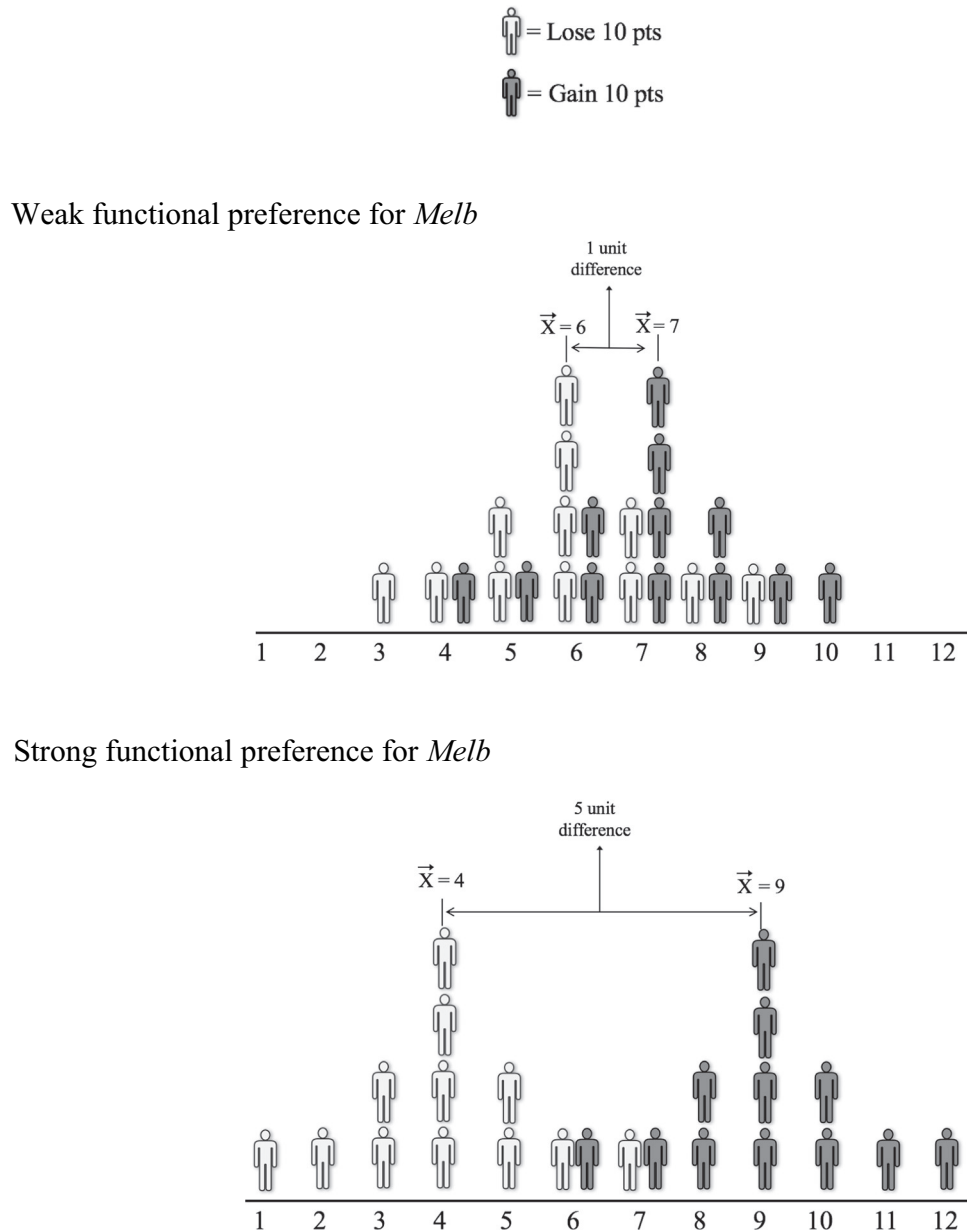 = Lose 10 pts
= Gain 10 pts
Weak functional preference for Melb
1 unit
difference
X⃗ = 6 X⃗ = 7
1 2 3 4 5 6 7 8 9 10 11 12
Strong functional preference for Melb
5 unit
difference
X⃗ = 4 X⃗ = 9
1 2 3 4 5 6 7 8 9 10 11 12